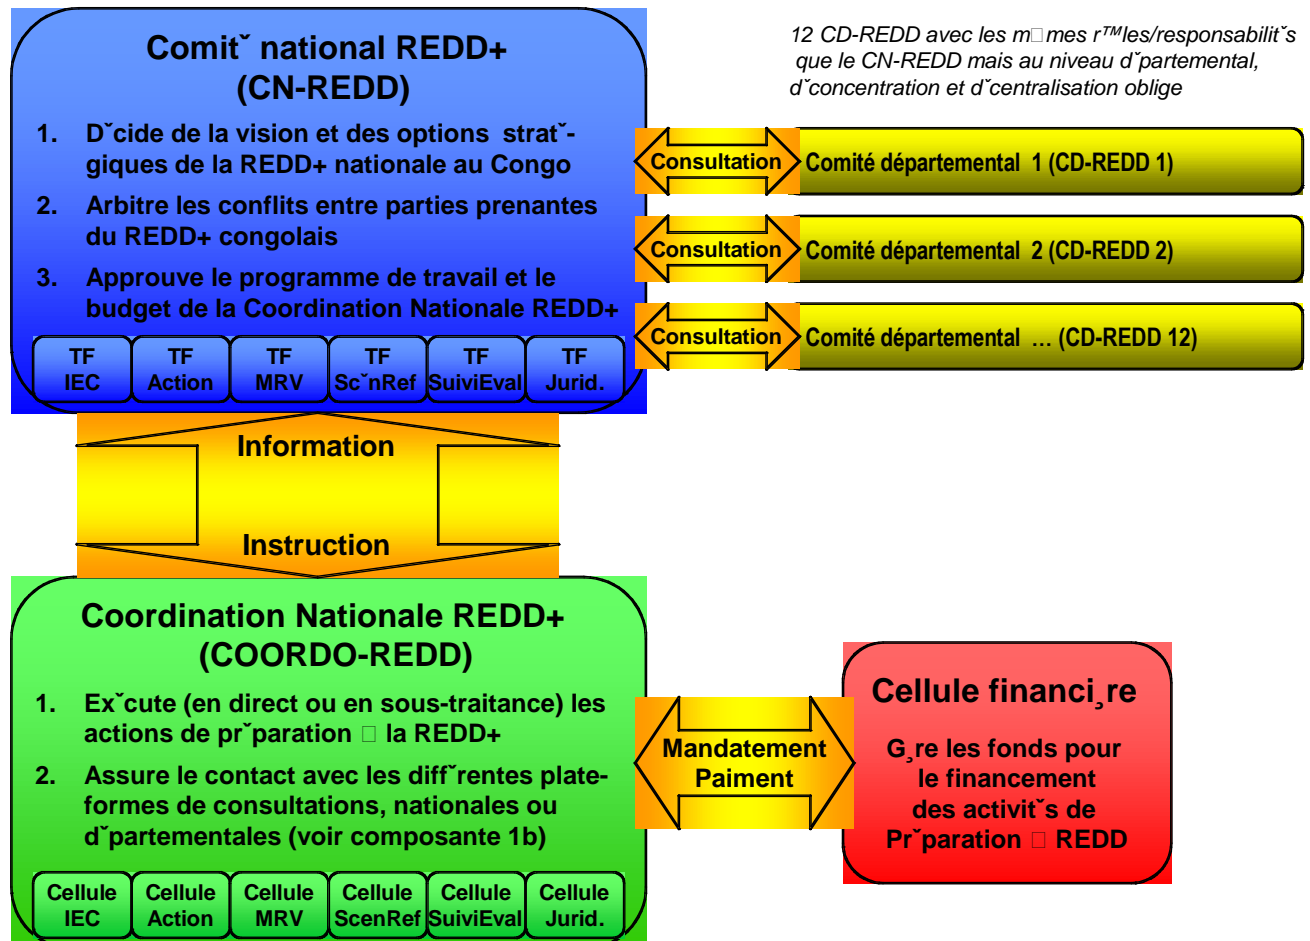 Comitˇ national REDD+
(CN-REDD)
1. Dˇcide de la vision et des options stratˇ-
giques de la REDD+ nationale au Congo
2. Arbitre les conflits entre parties prenantes
du REDD+ congolais
3. Approuve le programme de travail et le
budget de la Coordination Nationale REDD+
TF
IEC
TF
Action
TF
MRV
TF
ScˇnRef
TF
SuiviEval
TF
Jurid.
12 CD-REDD avec les m□mes r™les/responsabilitˇs
que le CN-REDD mais au niveau dˇpartemental,
dˇconcentration et dˇcentralisation oblige
Consultation
Comité départemental 1 (CD-REDD 1)
Consultation
Comité départemental 2 (CD-REDD 2)
Consultation
Comité départemental ... (CD-REDD 12)
Information
Instruction
Coordination Nationale REDD+
(COORDO-REDD)
1. Exˇcute (en direct ou en sous-traitance) les
actions de prˇparation □ la REDD+
2. Assure le contact avec les diffˇrentes plate-
formes de consultations, nationales ou
dˇpartementales (voir composante 1b)
Cellule
IEC
Cellule
Action
Cellule
MRV
Cellule
ScenRef
Cellule
SuiviEval
Cellule
Jurid.
Mandatement
Paiment
Cellule financi¸re
G¸re les fonds pour
le financement
des activitˇs de
Prˇparation □ REDD